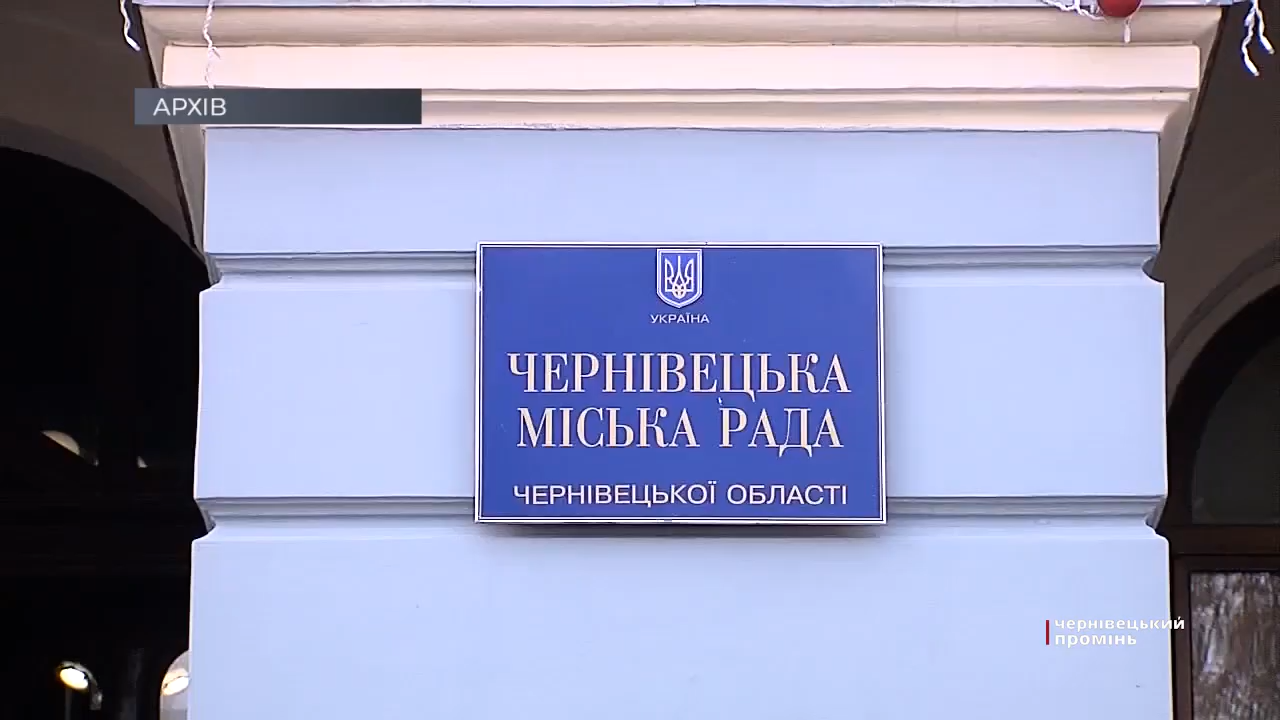 АРХІВ
УКРАЇНА
ЧЕРНІВЕЦЬКА
МІСЬКА РАДА
ЧЕРНІВЕЦЬКОЇ ОБЛАСТІ
чернівецький
промінь